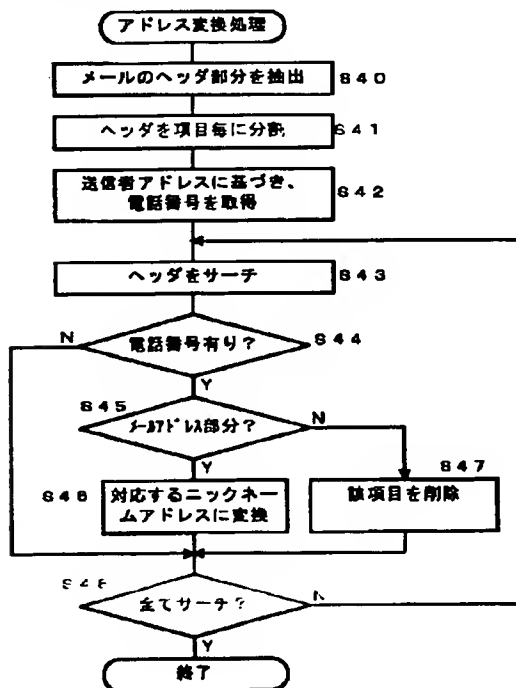 アドレス変換処理
メールのヘッダ部分を抽出
S40
ヘッダを項目毎に分割
S41
送信者アドレスに基づき、
電話番号を取得
S42
ヘッダをサーチ
S43
電話番号有り?
S44
N
Y
S45
メールアドレス部分?
N
Y
S46
対応するニックネー
ムアドレスに変換
S47
該項目を削除
S48
全てサーチ?
N
Y
終了